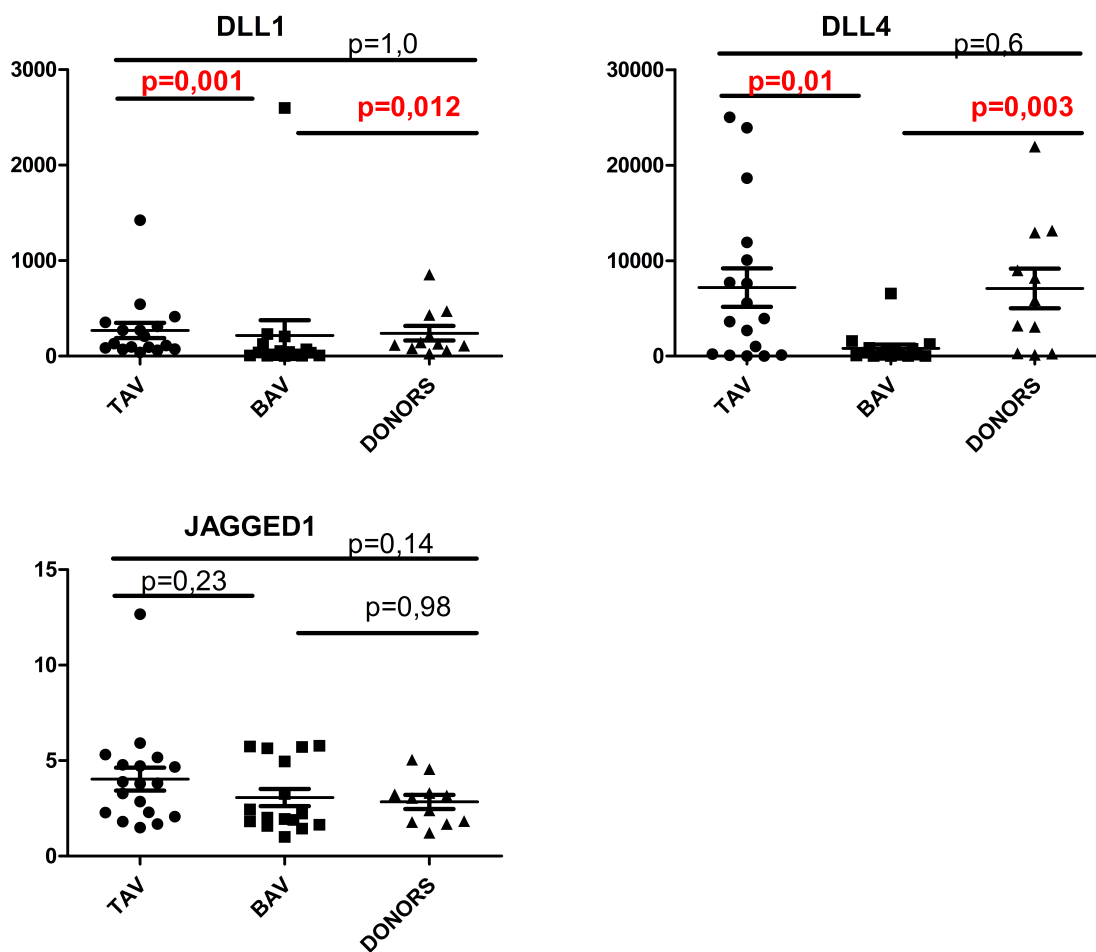 DLL1
p=1,0
p=0,001
p=0,012
3000
2000
1000
0
TAV
BAV
DONORS
DLL4
p=0,6
p=0,01
p=0,003
30000
20000
10000
0
TAV
BAV
DONORS
JAGGED1
p=0,14
p=0,23
p=0,98
15
10
5
0
TAV
BAV
DONORS